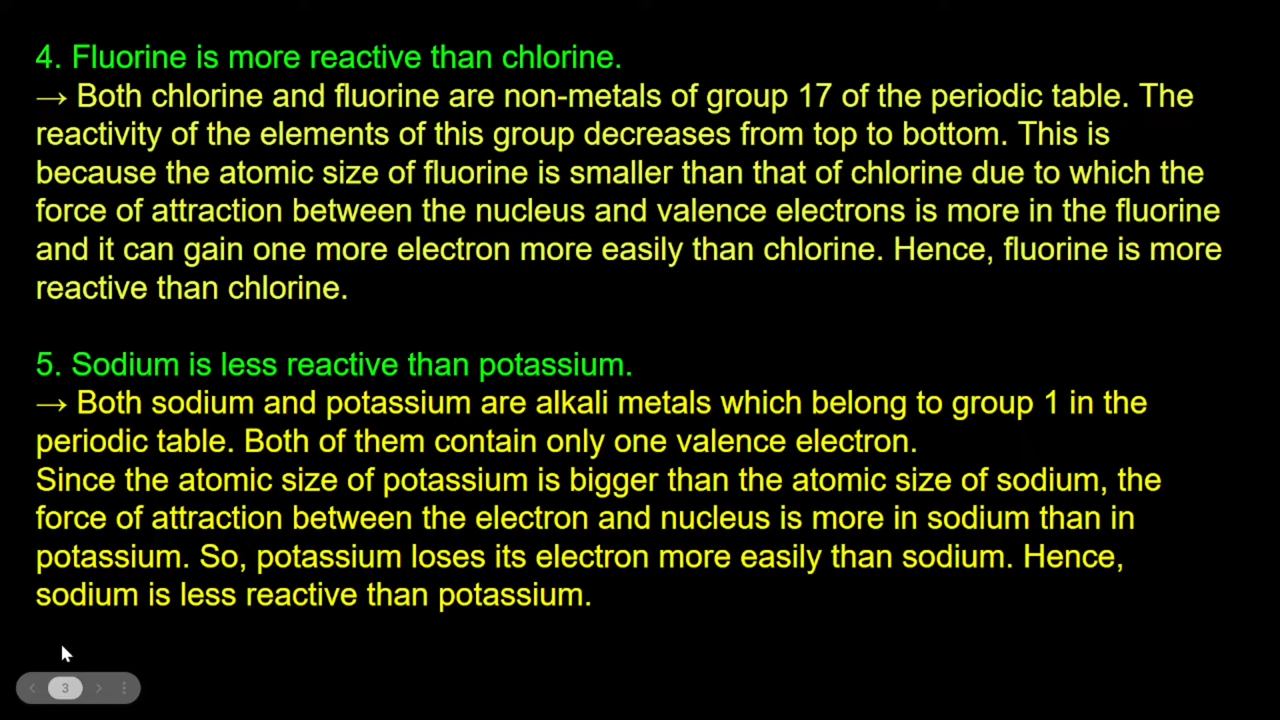 4. Fluorine is more reactive than chlorine.
→ Both chlorine and fluorine are non-metals of group 17 of the periodic table. The
reactivity of the elements of this group decreases from top to bottom. This is
because the atomic size of fluorine is smaller than that of chlorine due to which the
force of attraction between the nucleus and valence electrons is more in the fluorine
and it can gain one more electron more easily than chlorine. Hence, fluorine is more
reactive than chlorine.
5. Sodium is less reactive than potassium.
→ Both sodium and potassium are alkali metals which belong to group 1 in the
periodic table. Both of them contain only one valence electron.
Since the atomic size of potassium is bigger than the atomic size of sodium, the
force of attraction between the electron and nucleus is more in sodium than in
potassium. So, potassium loses its electron more easily than sodium. Hence,
sodium is less reactive than potassium.
3